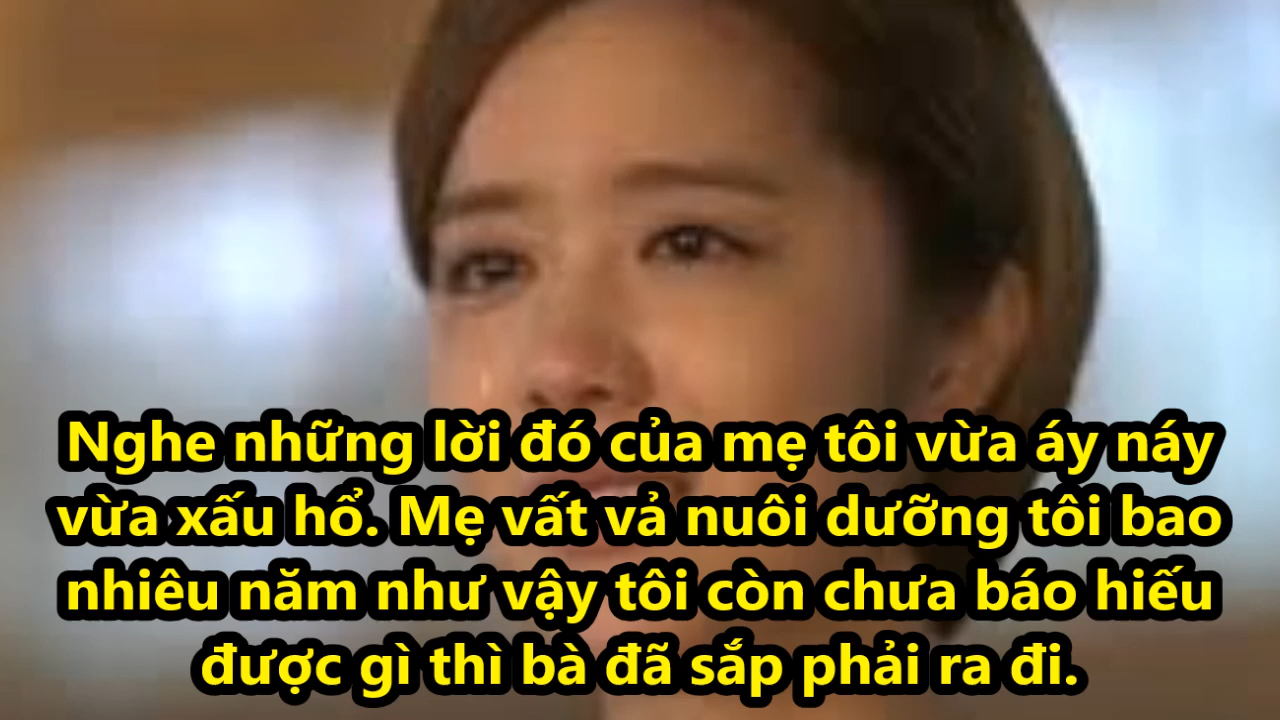 Nghe những lời đó của mẹ tôi vừa áy náy
vừa xấu hổ. Mẹ vất vả nuôi dưỡng tôi bao
nhiêu năm như vậy tôi còn chưa báo hiếu
được gì thì bà đã sắp phải ra đi.